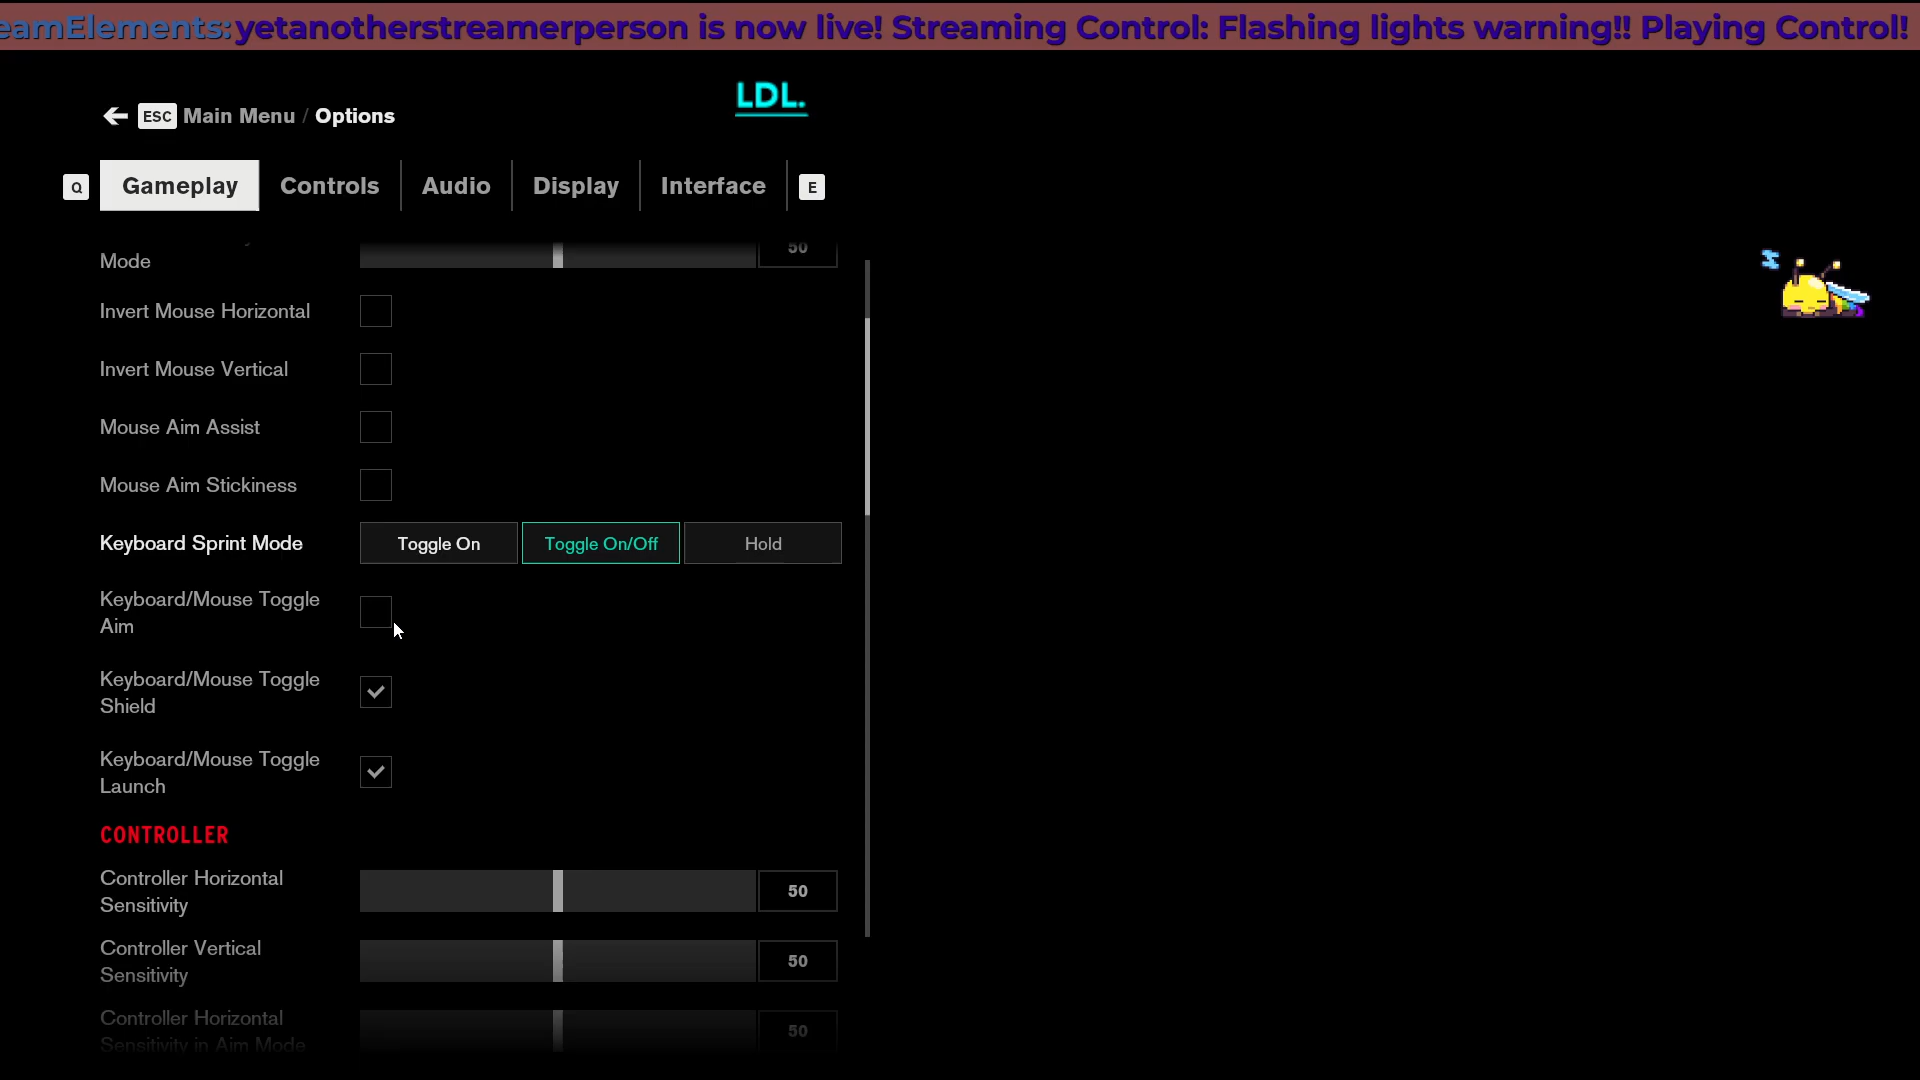 eamElements: yetanotherstreamerperson is now live! Streaming Control: Flashing lights warning!! Playing Control!
LDL.
ESC Main Menu / Options
Q Gameplay Controls Audio Display Interface E
Mode 50
Invert Mouse Horizontal
Invert Mouse Vertical
Mouse Aim Assist
Mouse Aim Stickiness
Keyboard Sprint Mode Toggle On Toggle On/Off Hold
Keyboard/Mouse Toggle
Aim
Keyboard/Mouse Toggle
Shield
Keyboard/Mouse Toggle
Launch
CONTROLLER
Controller Horizontal
Sensitivity 50
Controller Vertical
Sensitivity 50
Controller Horizontal
Sensitivity in Aim Mode 50